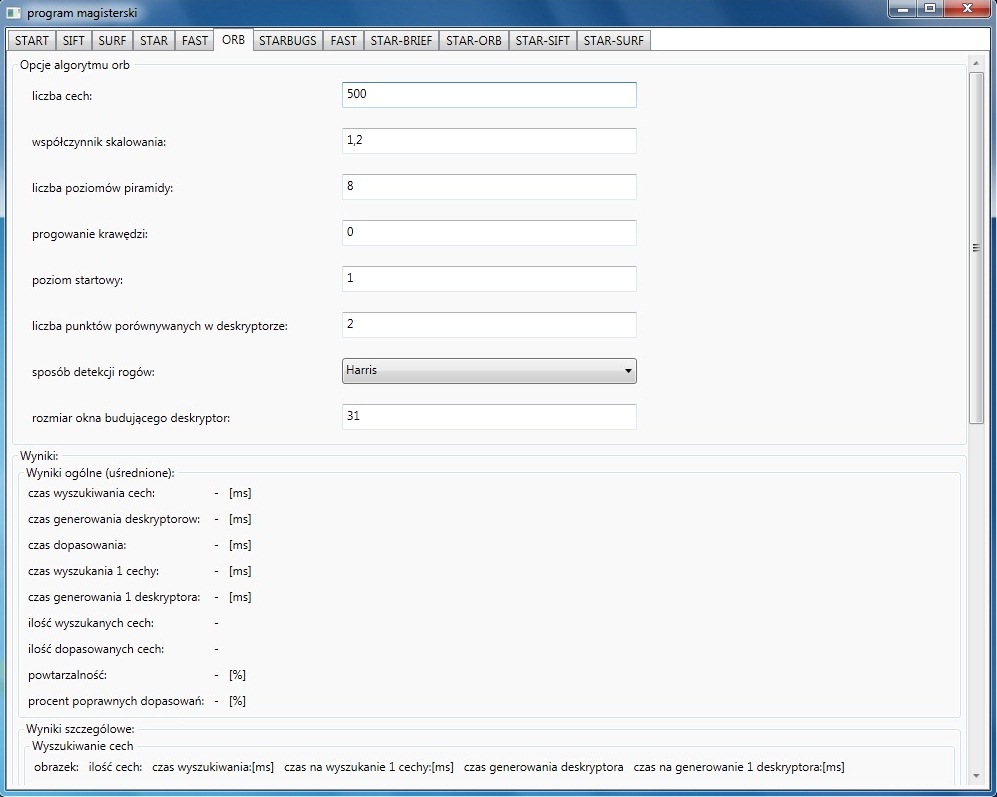 program magisterski
START SIFT SURF STAR FAST ORB STARBUGS FAST STAR-BRIEF STAR-ORB STAR-SIFT STAR-SURF
Opcje algorytmu orb
liczba cech: 500
współczynnik skalowania: 1,2
liczba poziomów piramidy: 8
progowanie krawędzi: 0
poziom startowy: 1
liczba punktów porównywanych w deskryptorze: 2
sposób detekcji rogów: Harris
rozmiar okna budującego deskryptor: 31
Wyniki:
Wyniki ogólne (uśrednione):
czas wyszukiwania cech: - [ms]
czas generowania deskryptorow: - [ms]
czas dopasowania: - [ms]
czas wyszukania 1 cechy: - [ms]
czas generowania 1 deskryptora: - [ms]
ilość wyszukanych cech: -
ilość dopasowanych cech: -
powtarzalność: - [%]
procent poprawnych dopasowań: - [%]
Wyniki szczególowe:
Wyszukiwanie cech
obrazek: ilość cech: czas wyszukiwania:[ms] czas na wyszukanie 1 cechy:[ms] czas generowania deskryptora czas na generowanie 1 deskryptora:[ms]